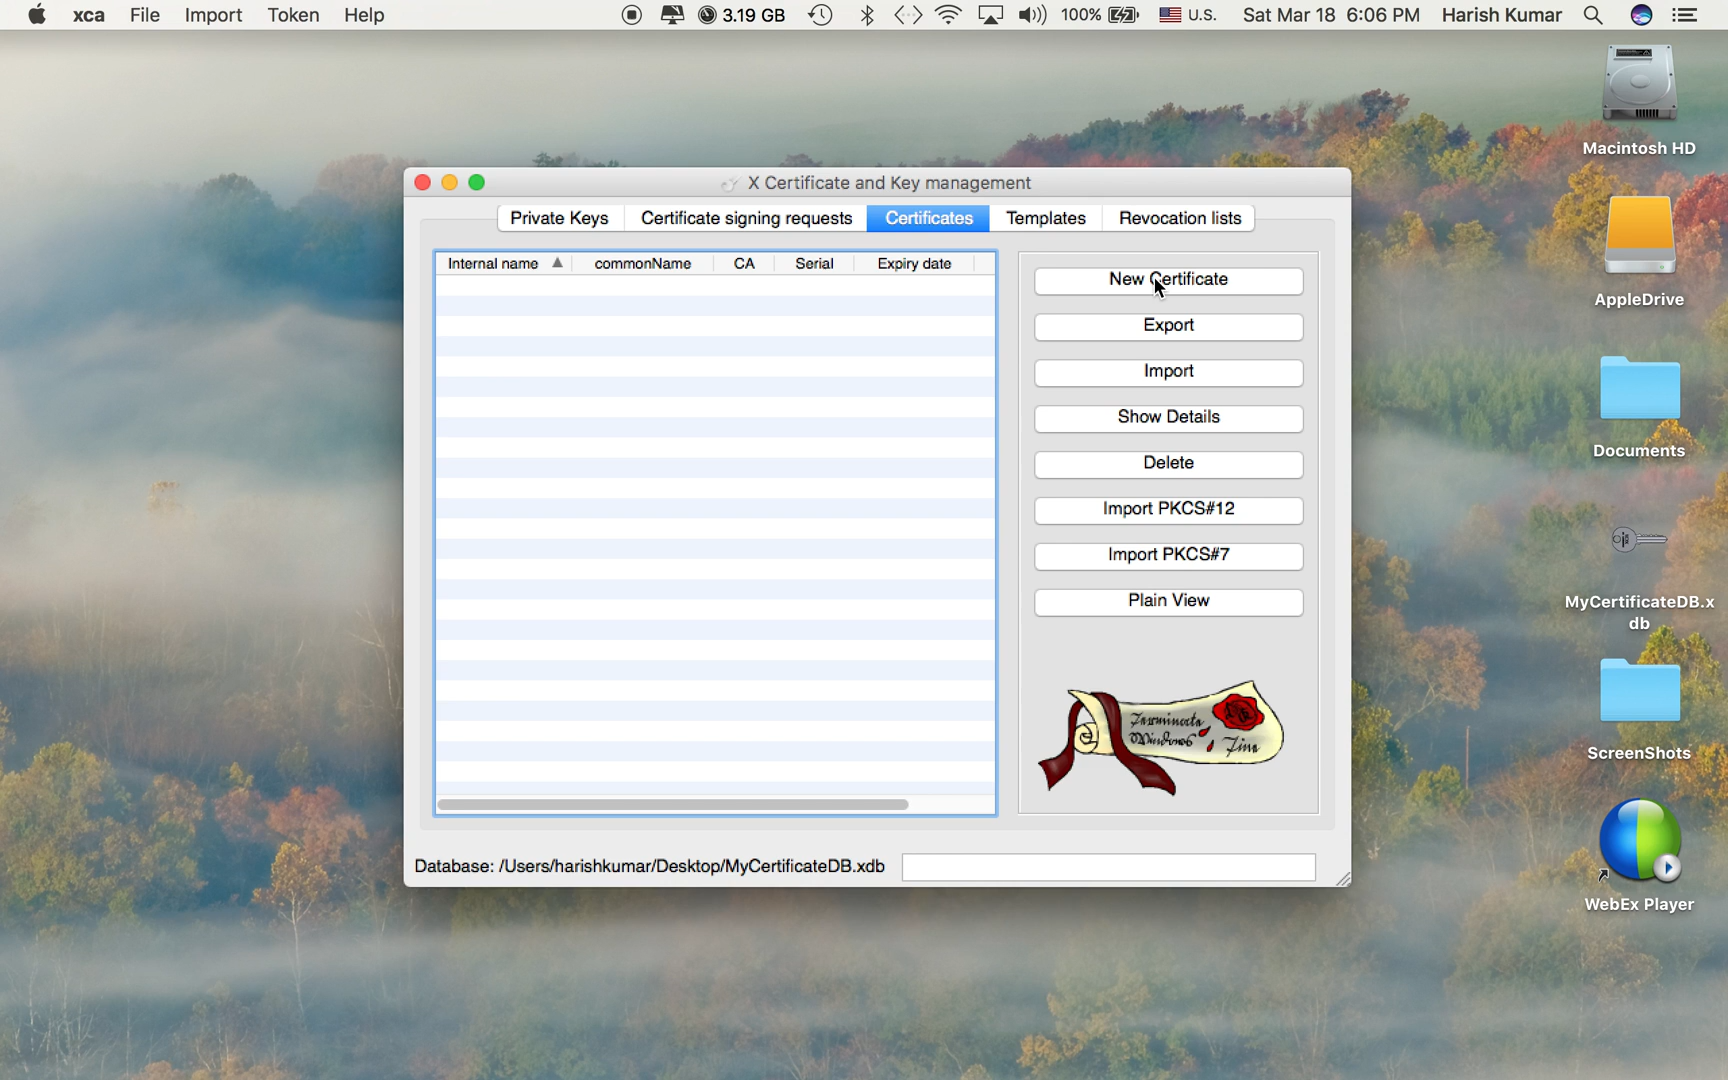 xca File Import Token Help 3.19 GB 100% U.S. Sat Mar 18 6:06 PM Harish Kumar
Macintosh HD
AppleDrive
Documents
MyCertificateDB.x
db
ScreenShots
WebEx Player
X Certificate and Key management
Private Keys Certificate signing requests Certificates Templates Revocation lists
Internal name commonName CA Serial Expiry date
New Certificate
Export
Import
Show Details
Delete
Import PKCS#12
Import PKCS#7
Plain View
Terminate
Windows Fine
Database: /Users/harishkumar/Desktop/MyCertificateDB.xdb